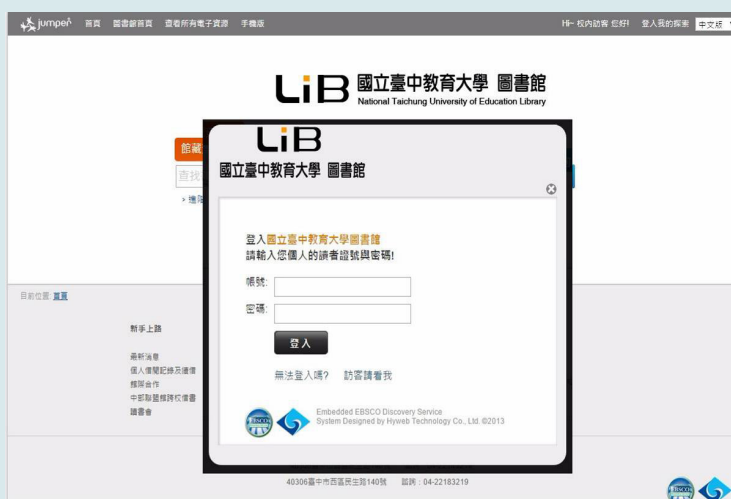 jumper 首頁 圖書館首頁 查看所有電子資源 手機版 Hi~ 校內訪客 您好! 登入我的探索 中文版
LiB 國立臺中教育大學 圖書館
National Taichung University of Education Library
館藏
查找
› 進階
LiB
國立臺中教育大學 圖書館
登入國立臺中教育大學圖書館
請輸入您個人的讀者證號與密碼!
帳號:
密碼:
登入
無法登入嗎? 訪客請看我
Embedded EBSCO Discovery Service
System Designed by Hyweb Technology Co., Ltd. ©2013
目前位置: 首頁
新手上路
最新消息
個人借閱記錄及續借
館際合作
中部聯盟館跨校借書
讀書會
40306臺中市西區民生路140號 諮詢:04-22183219
EBSCO